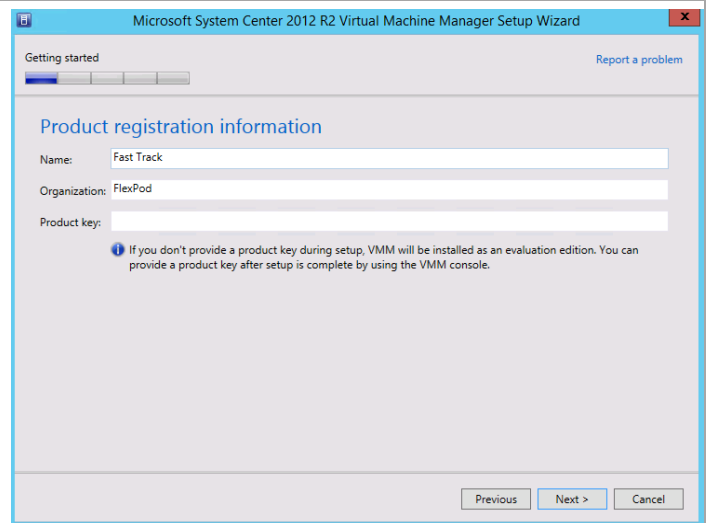 Microsoft System Center 2012 R2 Virtual Machine Manager Setup Wizard
x
Getting started
Report a problem
Product registration information
Name: Fast Track
Organization: FlexPod
Product key:
If you don't provide a product key during setup, VMM will be installed as an evaluation edition. You can
provide a product key after setup is complete by using the VMM console.
Previous Next > Cancel